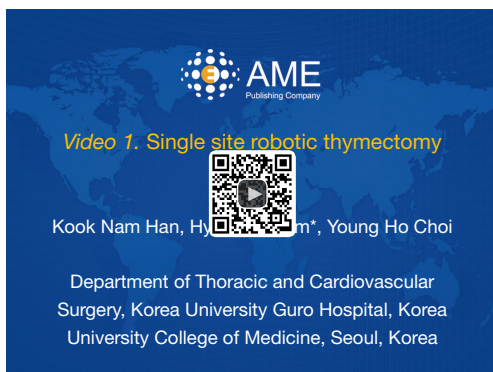 AME
Publishing Company
Video 1. Single site robotic thymectomy
Kook Nam Han, Hy m*, Young Ho Choi
Department of Thoracic and Cardiovascular
Surgery, Korea University Guro Hospital, Korea
University College of Medicine, Seoul, Korea